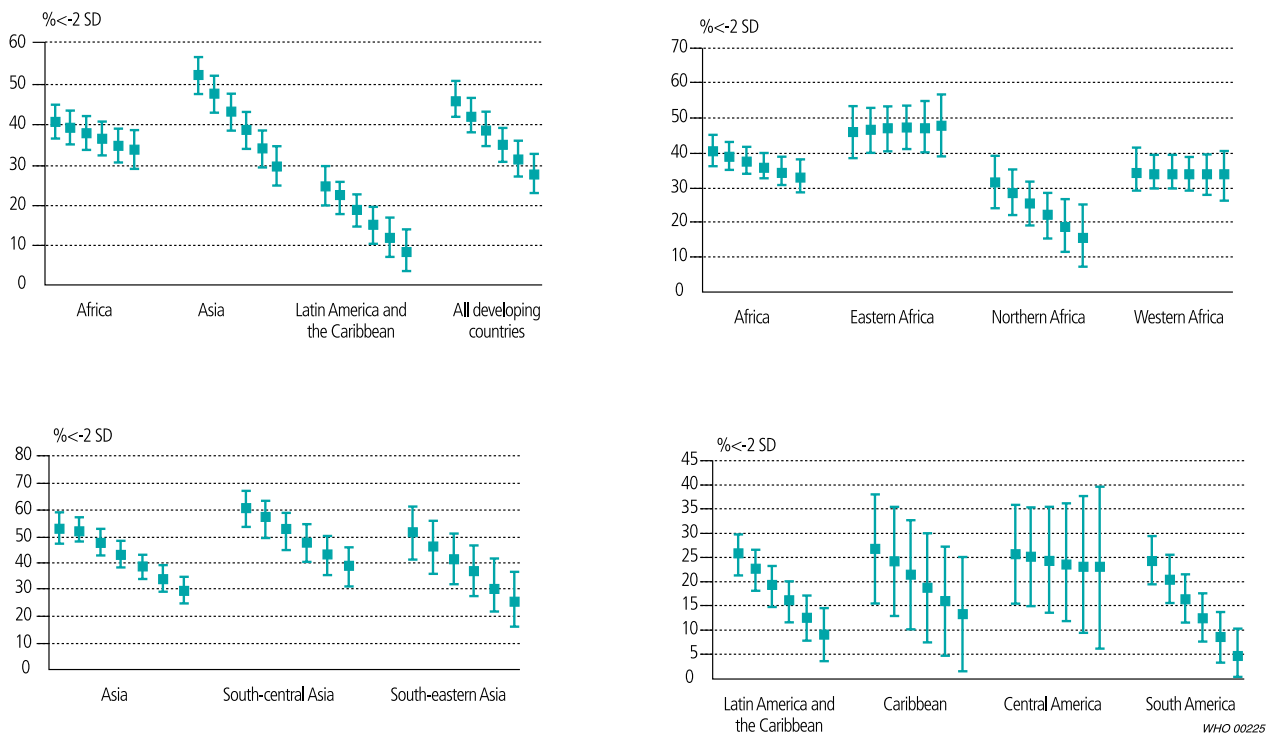 %<-2 SD
60
50
40
30
20
10
0
Africa
Asia
Latin America and
the Caribbean
All developing
countries
%<-2 SD
70
60
50
40
30
20
10
0
Africa
Eastern Africa
Northern Africa
Western Africa
%<-2 SD
80
70
60
50
40
30
20
10
0
Asia
South-central Asia
South-eastern Asia
%<-2 SD
45
40
35
30
25
20
15
10
5
0
Latin America and
the Caribbean
Caribbean
Central America
South America
WHO 00225